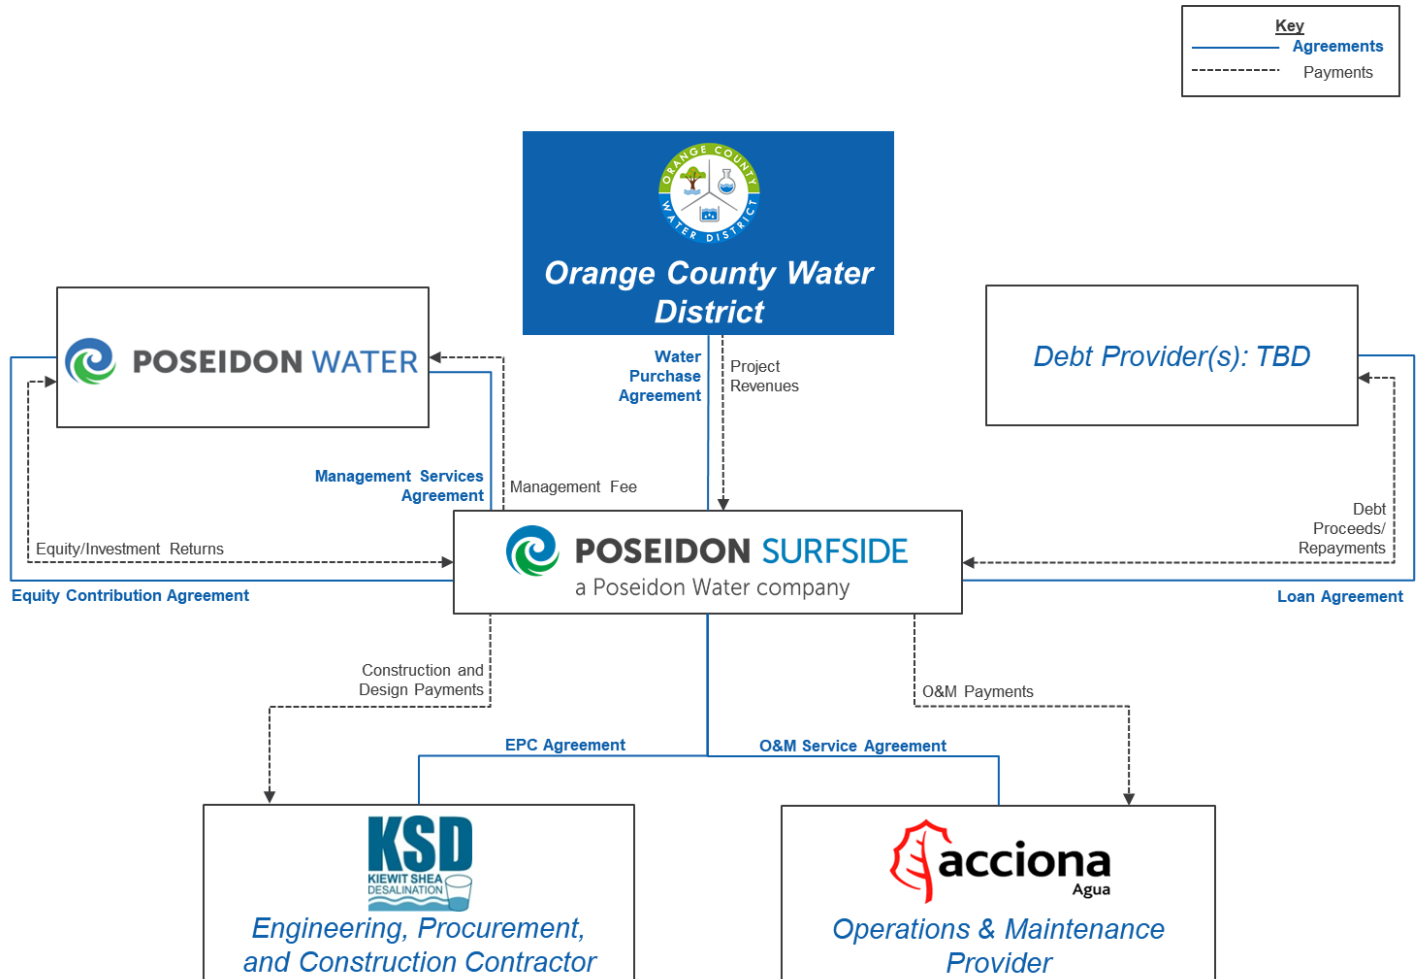 Key
Agreements
Payments
ORANGE COUNTY
WATER DISTRICT
Orange County Water
District
POSEIDON WATER
Debt Provider(s): TBD
Water
Purchase
Agreement
Project
Revenues
Management Services
Agreement
Management Fee
Equity/Investment Returns
Equity Contribution Agreement
POSEIDON SURFSIDE
a Poseidon Water company
Debt
Proceeds/
Repayments
Loan Agreement
Construction and
Design Payments
O&M Payments
EPC Agreement
O&M Service Agreement
KSD
KIEWIT SHEA
DESALINATION
Engineering, Procurement,
and Construction Contractor
acciona
Agua
Operations & Maintenance
Provider